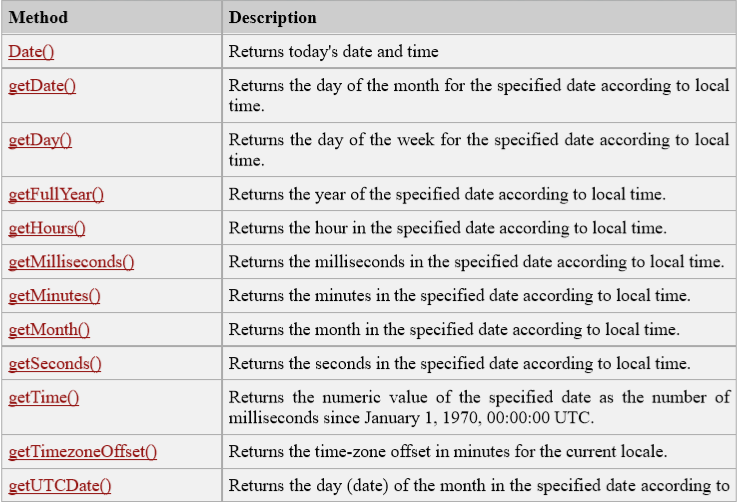 Method Description
Date() Returns today's date and time
getDate() Returns the day of the month for the specified date according to local
time.
getDay() Returns the day of the week for the specified date according to local
time.
getFullYear() Returns the year of the specified date according to local time.
getHours() Returns the hour in the specified date according to local time.
getMilliseconds() Returns the milliseconds in the specified date according to local time.
getMinutes() Returns the minutes in the specified date according to local time.
getMonth() Returns the month in the specified date according to local time.
getSeconds() Returns the seconds in the specified date according to local time.
getTime() Returns the numeric value of the specified date as the number of
milliseconds since January 1, 1970, 00:00:00 UTC.
getTimezoneOffset() Returns the time-zone offset in minutes for the current locale.
getUTCDate() Returns the day (date) of the month in the specified date according to